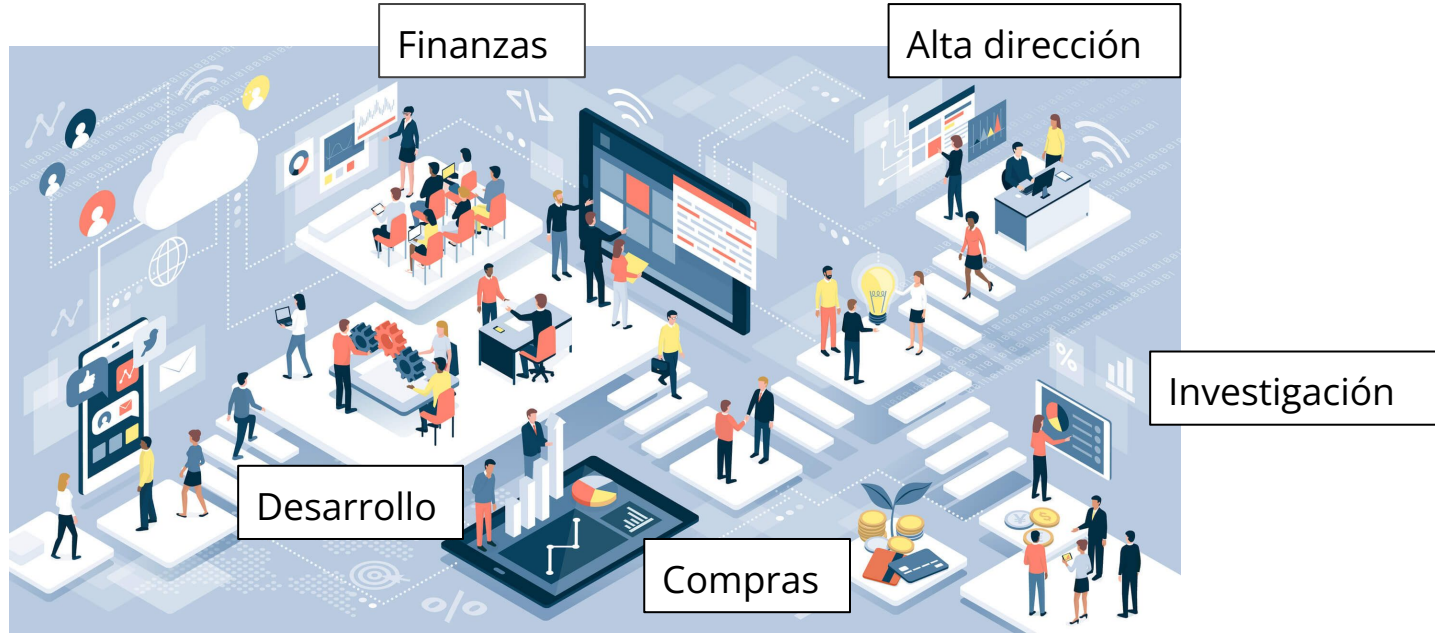 Finanzas
Alta dirección
Investigación
Desarrollo
Compras